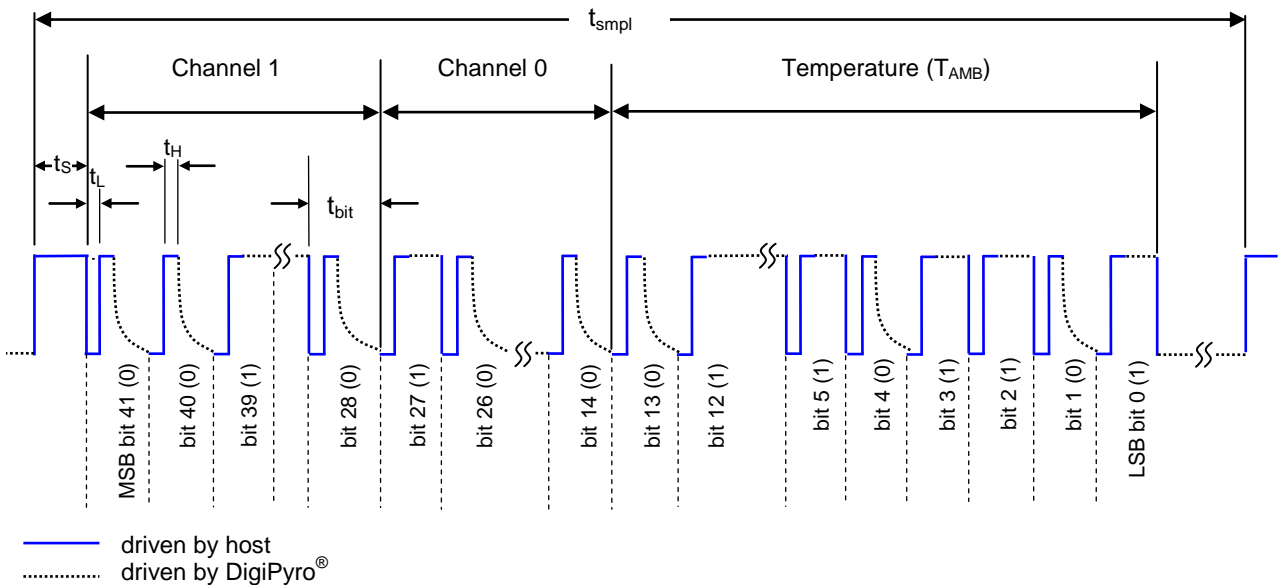 t_smpl
Channel 1
Channel 0
Temperature (T_AMB)
t_S
t_L
t_H
t_bit
MSB bit 41 (0)
bit 40 (0)
bit 39 (1)
bit 28 (0)
bit 27 (1)
bit 26 (0)
bit 14 (0)
bit 13 (0)
bit 12 (1)
bit 5 (1)
bit 4 (0)
bit 3 (1)
bit 2 (1)
bit 1 (0)
LSB bit 0 (1)
driven by host
driven by DigiPyro®